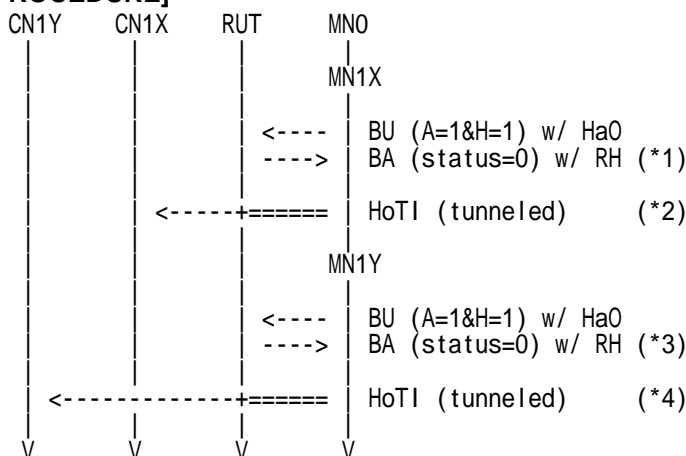 ROCEDURE]
CN1Y CN1X RUT MN0
MN1X
<---- BU (A=1&H=1) w/ HaO
----> BA (status=0) w/ RH (*1)
<------+====== HoTI (tunneled) (*2)
MN1Y
<---- BU (A=1&H=1) w/ HaO
----> BA (status=0) w/ RH (*3)
<-------------+====== HoTI (tunneled) (*4)
V V V V